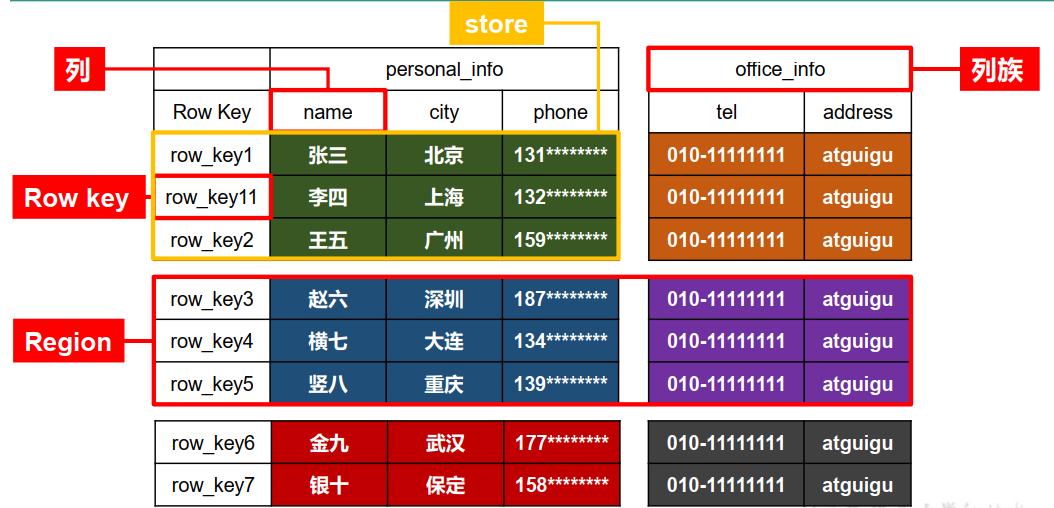 store
列 personal_info office_info 列族
Row Key name city phone tel address
row_key1 张三 北京 131******** 010-11111111 atguigu
Row key row_key11 李四 上海 132******** 010-11111111 atguigu
row_key2 王五 广州 159******** 010-11111111 atguigu
row_key3 赵六 深圳 187******** 010-11111111 atguigu
Region row_key4 横七 大连 134******** 010-11111111 atguigu
row_key5 竖八 重庆 139******** 010-11111111 atguigu
row_key6 金九 武汉 177******** 010-11111111 atguigu
row_key7 银十 保定 158******** 010-11111111 atguigu